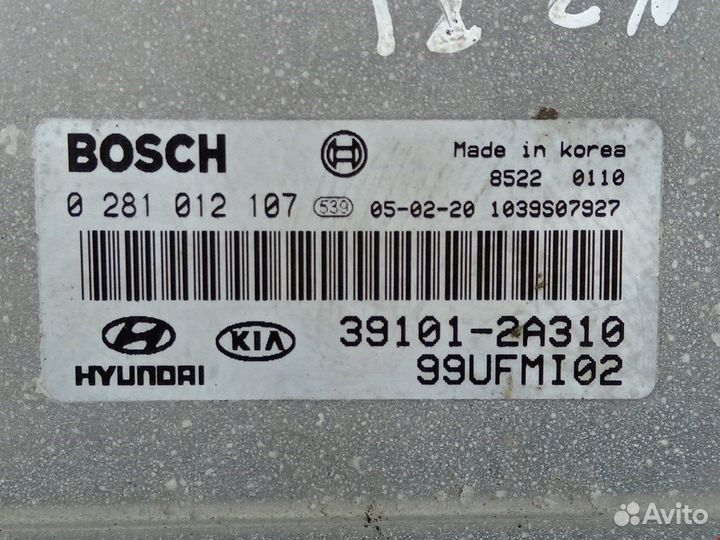 BOSCH
Made in korea
8522 0110
0 281 012 107 539 05-02-20 1039S07927
39101-2A310
HYUNDAI KIA 99UFMI02
Avito